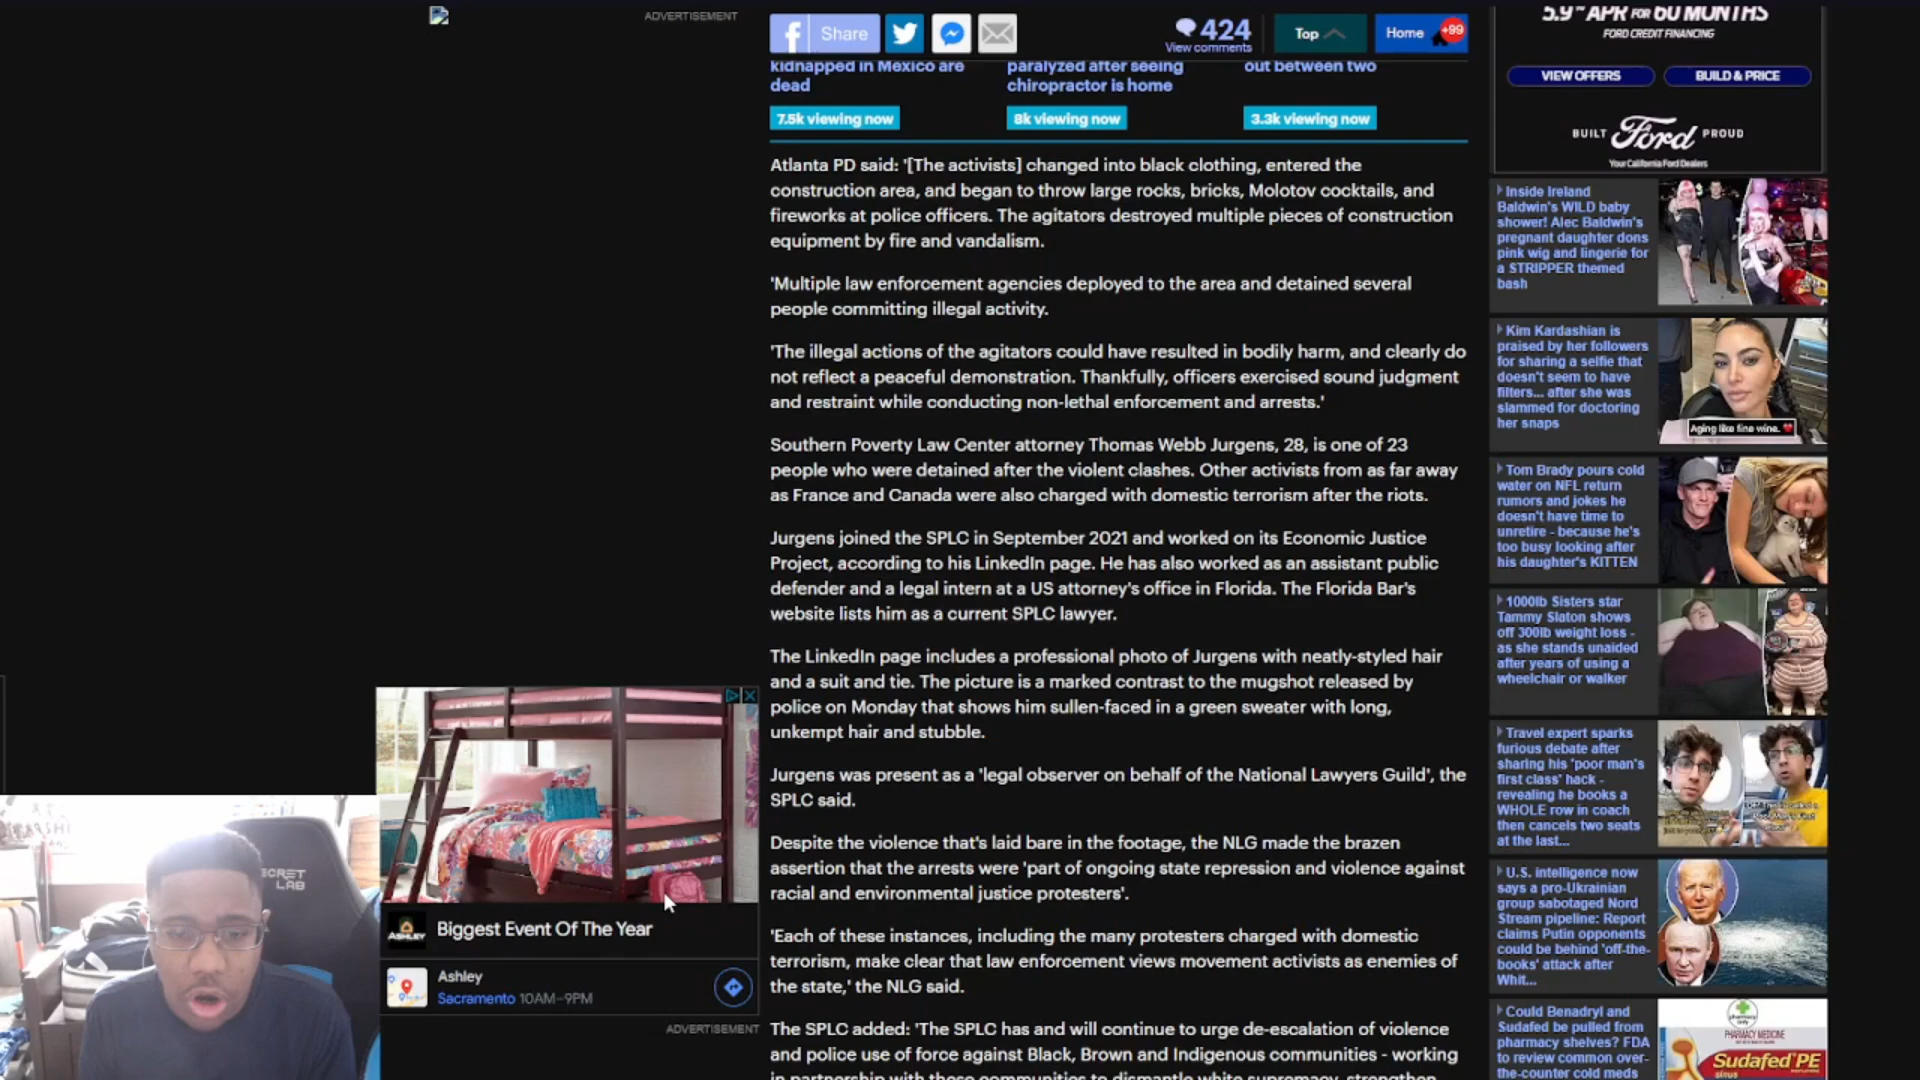 ADVERTISEMENT
Share
424
View comments
Top
Home
+99
kidnapped in Mexico are
dead
7.5k viewing now
paralyzed after seeing
chiropractor is home
8k viewing now
out between two
3.3k viewing now
Atlanta PD said: '[The activists] changed into black clothing, entered the
construction area, and began to throw large rocks, bricks, Molotov cocktails, and
fireworks at police officers. The agitators destroyed multiple pieces of construction
equipment by fire and vandalism.
'Multiple law enforcement agencies deployed to the area and detained several
people committing illegal activity.
'The illegal actions of the agitators could have resulted in bodily harm, and clearly do
not reflect a peaceful demonstration. Thankfully, officers exercised sound judgment
and restraint while conducting non-lethal enforcement and arrests.'
Southern Poverty Law Center attorney Thomas Webb Jurgens, 28, is one of 23
people who were detained after the violent clashes. Other activists from as far away
as France and Canada were also charged with domestic terrorism after the riots.
Jurgens joined the SPLC in September 2021 and worked on its Economic Justice
Project, according to his LinkedIn page. He has also worked as an assistant public
defender and a legal intern at a US attorney's office in Florida. The Florida Bar's
website lists him as a current SPLC lawyer.
The LinkedIn page includes a professional photo of Jurgens with neatly-styled hair
and a suit and tie. The picture is a marked contrast to the mugshot released by
police on Monday that shows him sullen-faced in a green sweater with long,
unkempt hair and stubble.
Jurgens was present as a 'legal observer on behalf of the National Lawyers Guild', the
SPLC said.
Despite the violence that's laid bare in the footage, the NLG made the brazen
assertion that the arrests were 'part of ongoing state repression and violence against
racial and environmental justice protesters'.
'Each of these instances, including the many protesters charged with domestic
terrorism, make clear that law enforcement views movement activists as enemies of
the state,' the NLG said.
The SPLC added: 'The SPLC has and will continue to urge de-escalation of violence
and police use of force against Black, Brown and Indigenous communities - working
in partnership with these communities to dismantle white supremacy, strengthen
ASHLEY
Biggest Event Of The Year
Ashley
Sacramento 10AM–9PM
ADVERTISEMENT
SECRET
LAB
5.9% APR FOR 60 MONTHS
FORD CREDIT FINANCING
VIEW OFFERS
BUILD & PRICE
BUILT Ford PROUD
Your California Ford Dealers
Inside Ireland
Baldwin's WILD baby
shower! Alec Baldwin's
pregnant daughter dons
pink wig and lingerie for
a STRIPPER themed
bash
Kim Kardashian is
praised by her followers
for sharing a selfie that
doesn't seem to have
filters... after she was
slammed for doctoring
her snaps
Aging like fine wine.
Tom Brady pours cold
water on NFL return
rumors and jokes he
doesn't have time to
unretire - because he's
too busy looking after
his daughter's KITTEN
1000lb Sisters star
Tammy Slaton shows
off 300lb weight loss -
as she stands unaided
after years of using a
wheelchair or walker
Travel expert sparks
furious debate after
sharing his 'poor man's
first class' hack -
revealing he books a
WHOLE row in coach
then cancels two seats
at the last...
U.S. intelligence now
says a pro-Ukrainian
group sabotaged Nord
Stream pipeline: Report
claims Putin opponents
could be behind 'off-the-
books' attack after
Whit...
Could Benadryl and
Sudafed be pulled from
pharmacy shelves? FDA
to review common over-
the-counter cold meds
PHARMACY MEDICINE
Sudafed PE
sinus